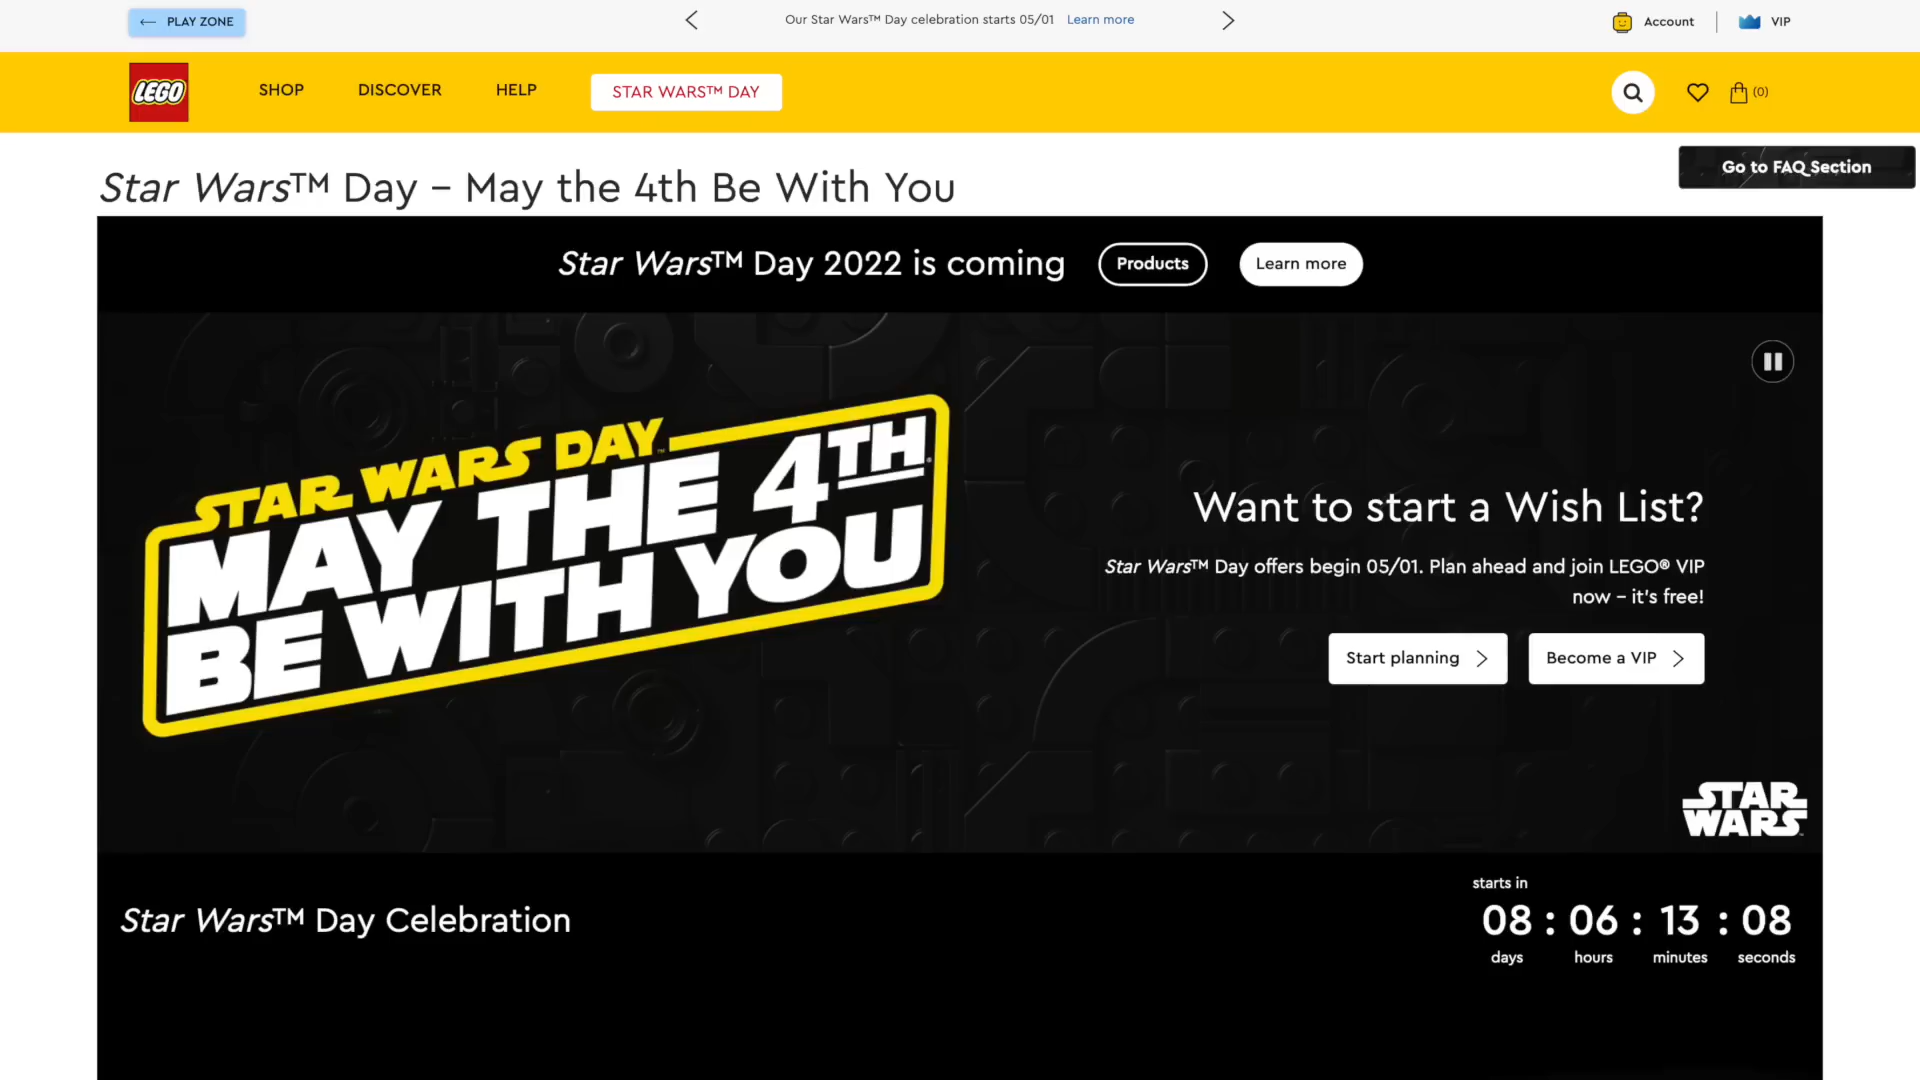 PLAY ZONE
Our Star Wars™ Day celebration starts 05/01 Learn more
Account
VIP
LEGO
SHOP
DISCOVER
HELP
STAR WARS™ DAY
(0)
Go to FAQ Section
Star Wars™ Day – May the 4th Be With You
Star Wars™ Day 2022 is coming
Products
Learn more
STAR WARS DAY™
MAY THE 4TH
BE WITH YOU
Want to start a Wish List?
Star Wars™ Day offers begin 05/01. Plan ahead and join LEGO® VIP
now – it's free!
Start planning
Become a VIP
STAR
WARS
starts in
Star Wars™ Day Celebration
08 : 06 : 13 : 08
days hours minutes seconds